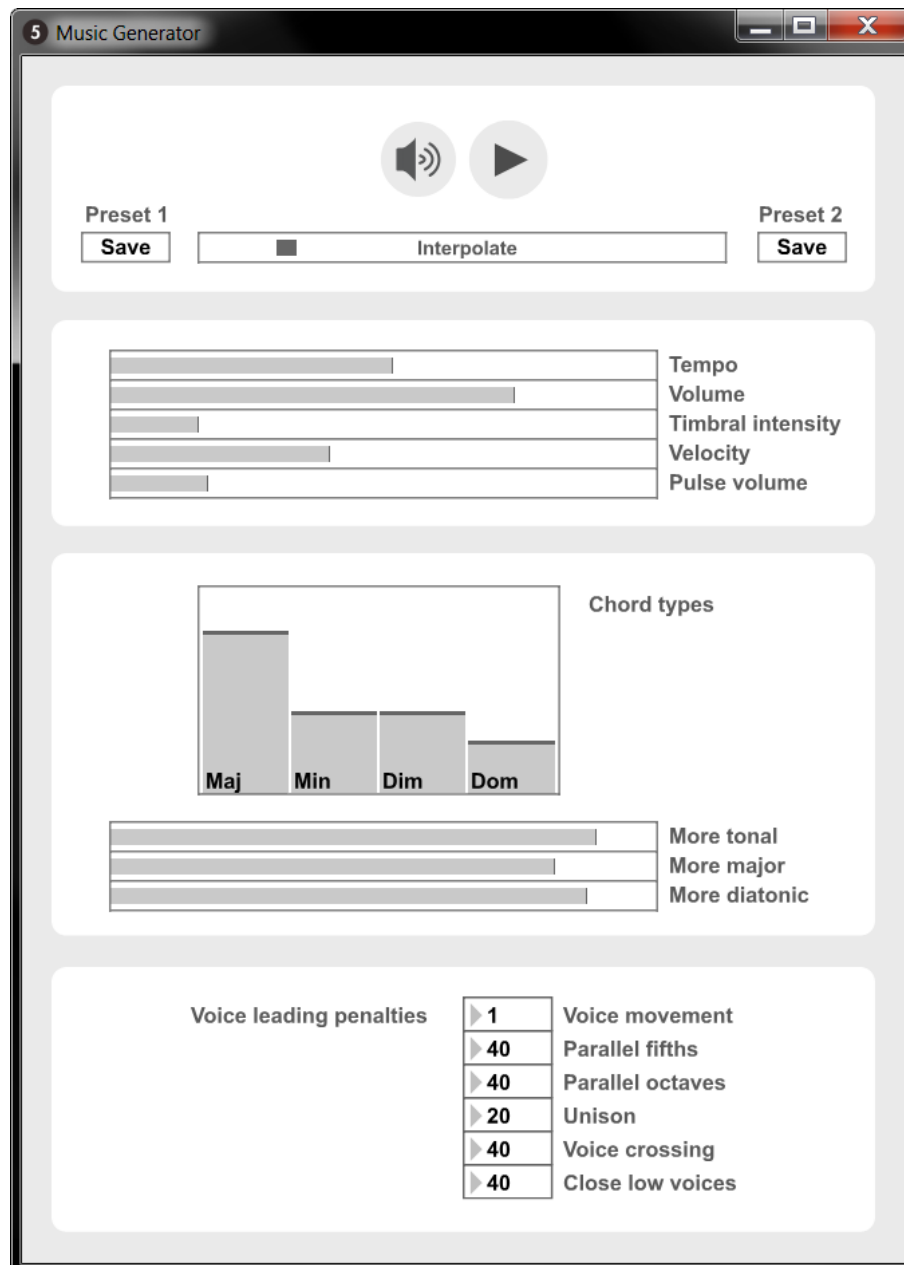 5 Music Generator
Preset 1
Preset 2
Save
Interpolate
Save
Tempo
Volume
Timbral intensity
Velocity
Pulse volume
Chord types
Maj Min Dim Dom
More tonal
More major
More diatonic
Voice leading penalties
1 Voice movement
40 Parallel fifths
40 Parallel octaves
20 Unison
40 Voice crossing
40 Close low voices